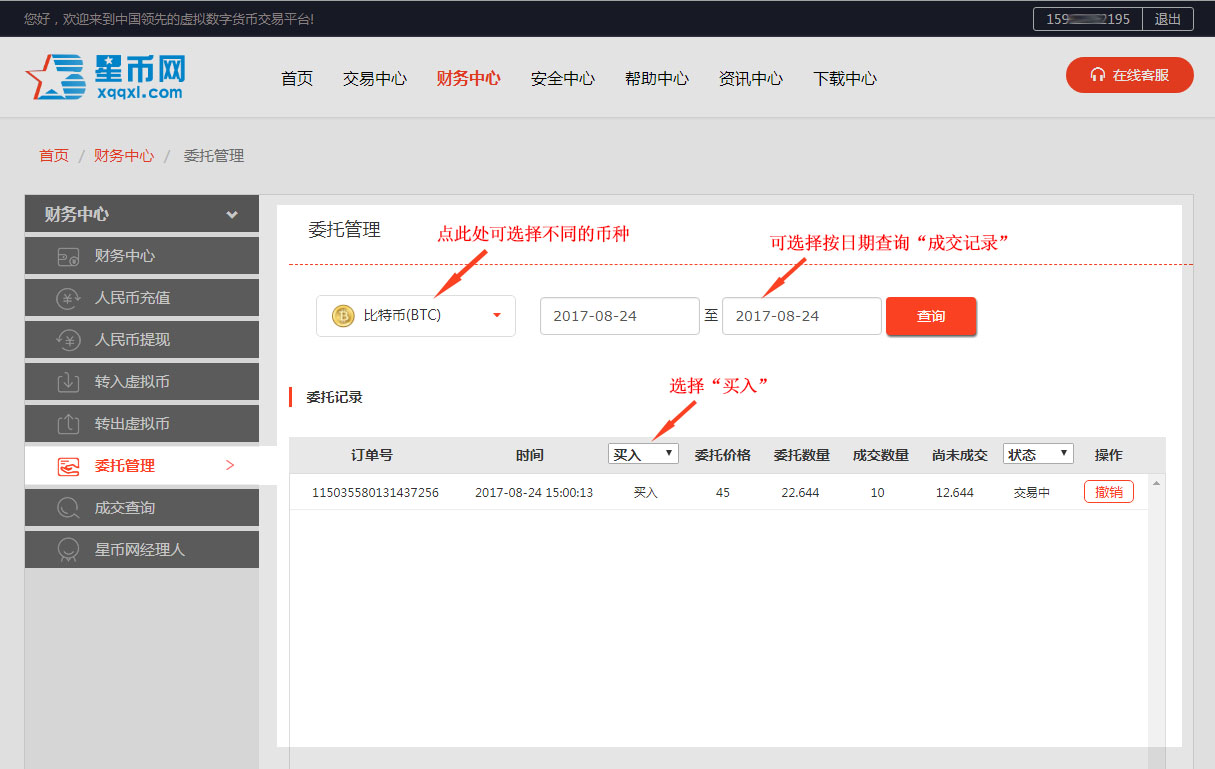 您好，欢迎来到中国领先的虚拟数字货币交易平台!
159 2195 退出
星币网
xqqxl.com
首页 交易中心 财务中心 安全中心 帮助中心 资讯中心 下载中心
在线客服
首页 / 财务中心 / 委托管理
财务中心
财务中心
人民币充值
人民币提现
转入虚拟币
转出虚拟币
委托管理
成交查询
星币网经理人
委托管理
点此处可选择不同的币种
可选择按日期查询“成交记录”
比特币(BTC) 2017-08-24 至 2017-08-24 查询
选择“买入”
委托记录
订单号 时间 买入 委托价格 委托数量 成交数量 尚未成交 状态 操作
115035580131437256 2017-08-24 15:00:13 买入 45 22.644 10 12.644 交易中 撤销